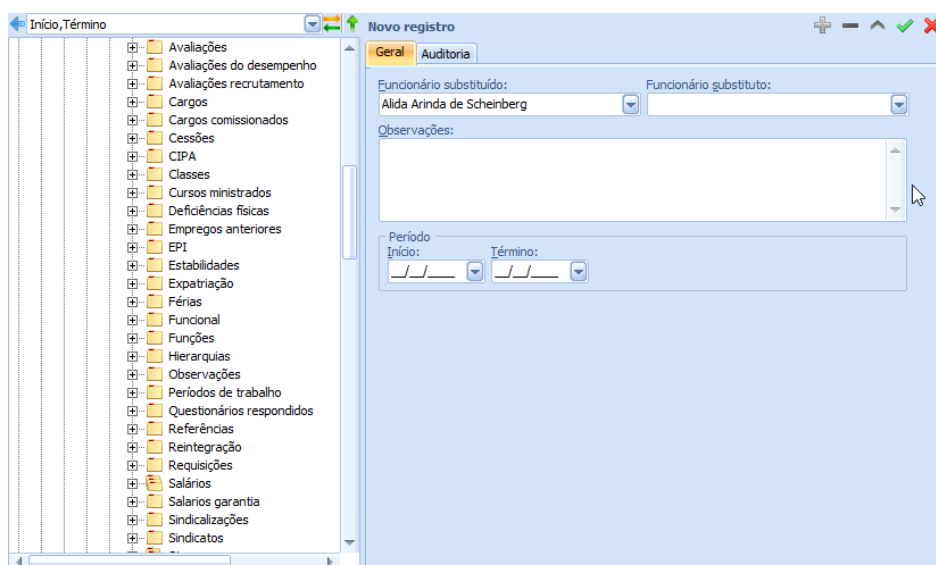 Início,Término
Avaliações
Avaliações do desempenho
Avaliações recrutamento
Cargos
Cargos comissionados
Cessões
CIPA
Classes
Cursos ministrados
Deficiências físicas
Empregos anteriores
EPI
Estabilidades
Expatriação
Férias
Funcional
Funções
Hierarquias
Observações
Períodos de trabalho
Questionários respondidos
Referências
Reintegração
Requisições
Salários
Salarios garantia
Sindicalizações
Sindicatos
Novo registro
Geral Auditoria
Funcionário substituído: Funcionário substituto:
Alida Arinda de Scheinberg
Observações:
Período
Início: Término:
__/__/____ __/__/____